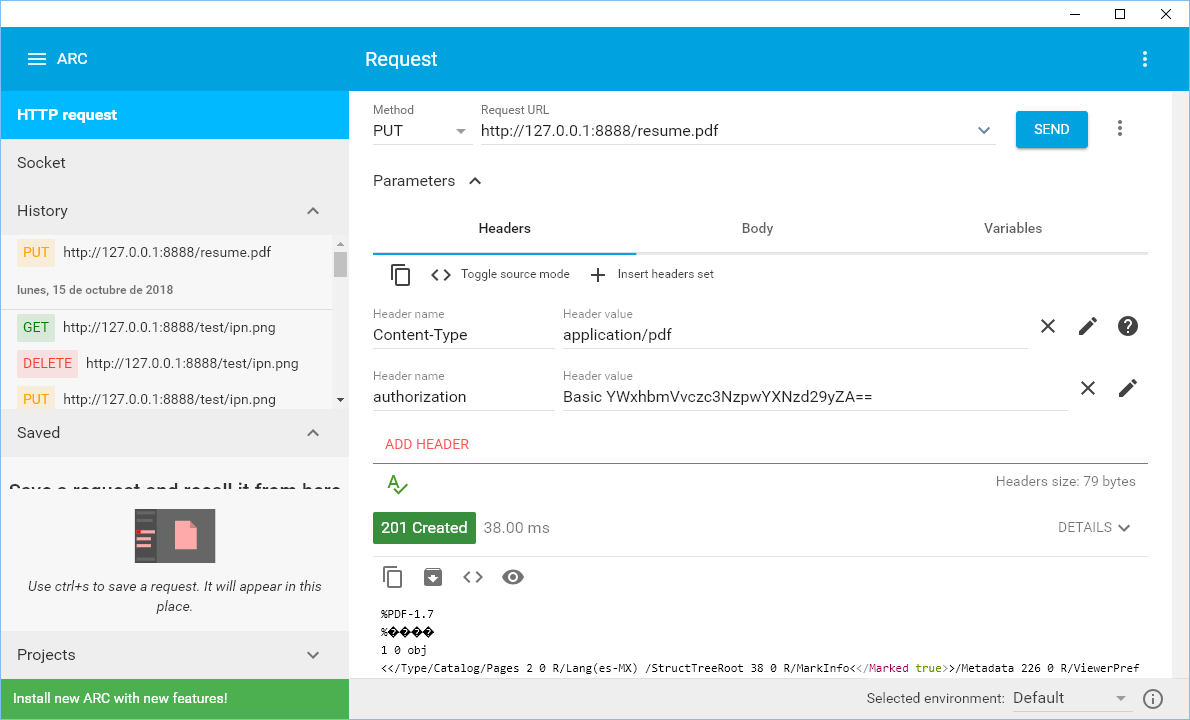 ARC
Request
HTTP request
Socket
History
PUT http://127.0.0.1:8888/resume.pdf
lunes, 15 de octubre de 2018
GET http://127.0.0.1:8888/test/ipn.png
DELETE http://127.0.0.1:8888/test/ipn.png
PUT http://127.0.0.1:8888/test/ipn.png
Saved
Save a request and recall it from here
Use ctrl+s to save a request. It will appear in this
place.
Projects
Install new ARC with new features!
Method
PUT
Request URL
http://127.0.0.1:8888/resume.pdf
SEND
Parameters
Headers Body Variables
Toggle source mode Insert headers set
Header name Header value
Content-Type application/pdf
Header name Header value
authorization Basic YWxhbmVvczc3NzpwYXNzd29yZA==
ADD HEADER
Headers size: 79 bytes
201 Created 38.00 ms DETAILS
%PDF-1.7
%����
1 0 obj
<</Type/Catalog/Pages 2 0 R/Lang(es-MX) /StructTreeRoot 38 0 R/MarkInfo<</Marked true>>/Metadata 226 0 R/ViewerPref
Selected environment: Default